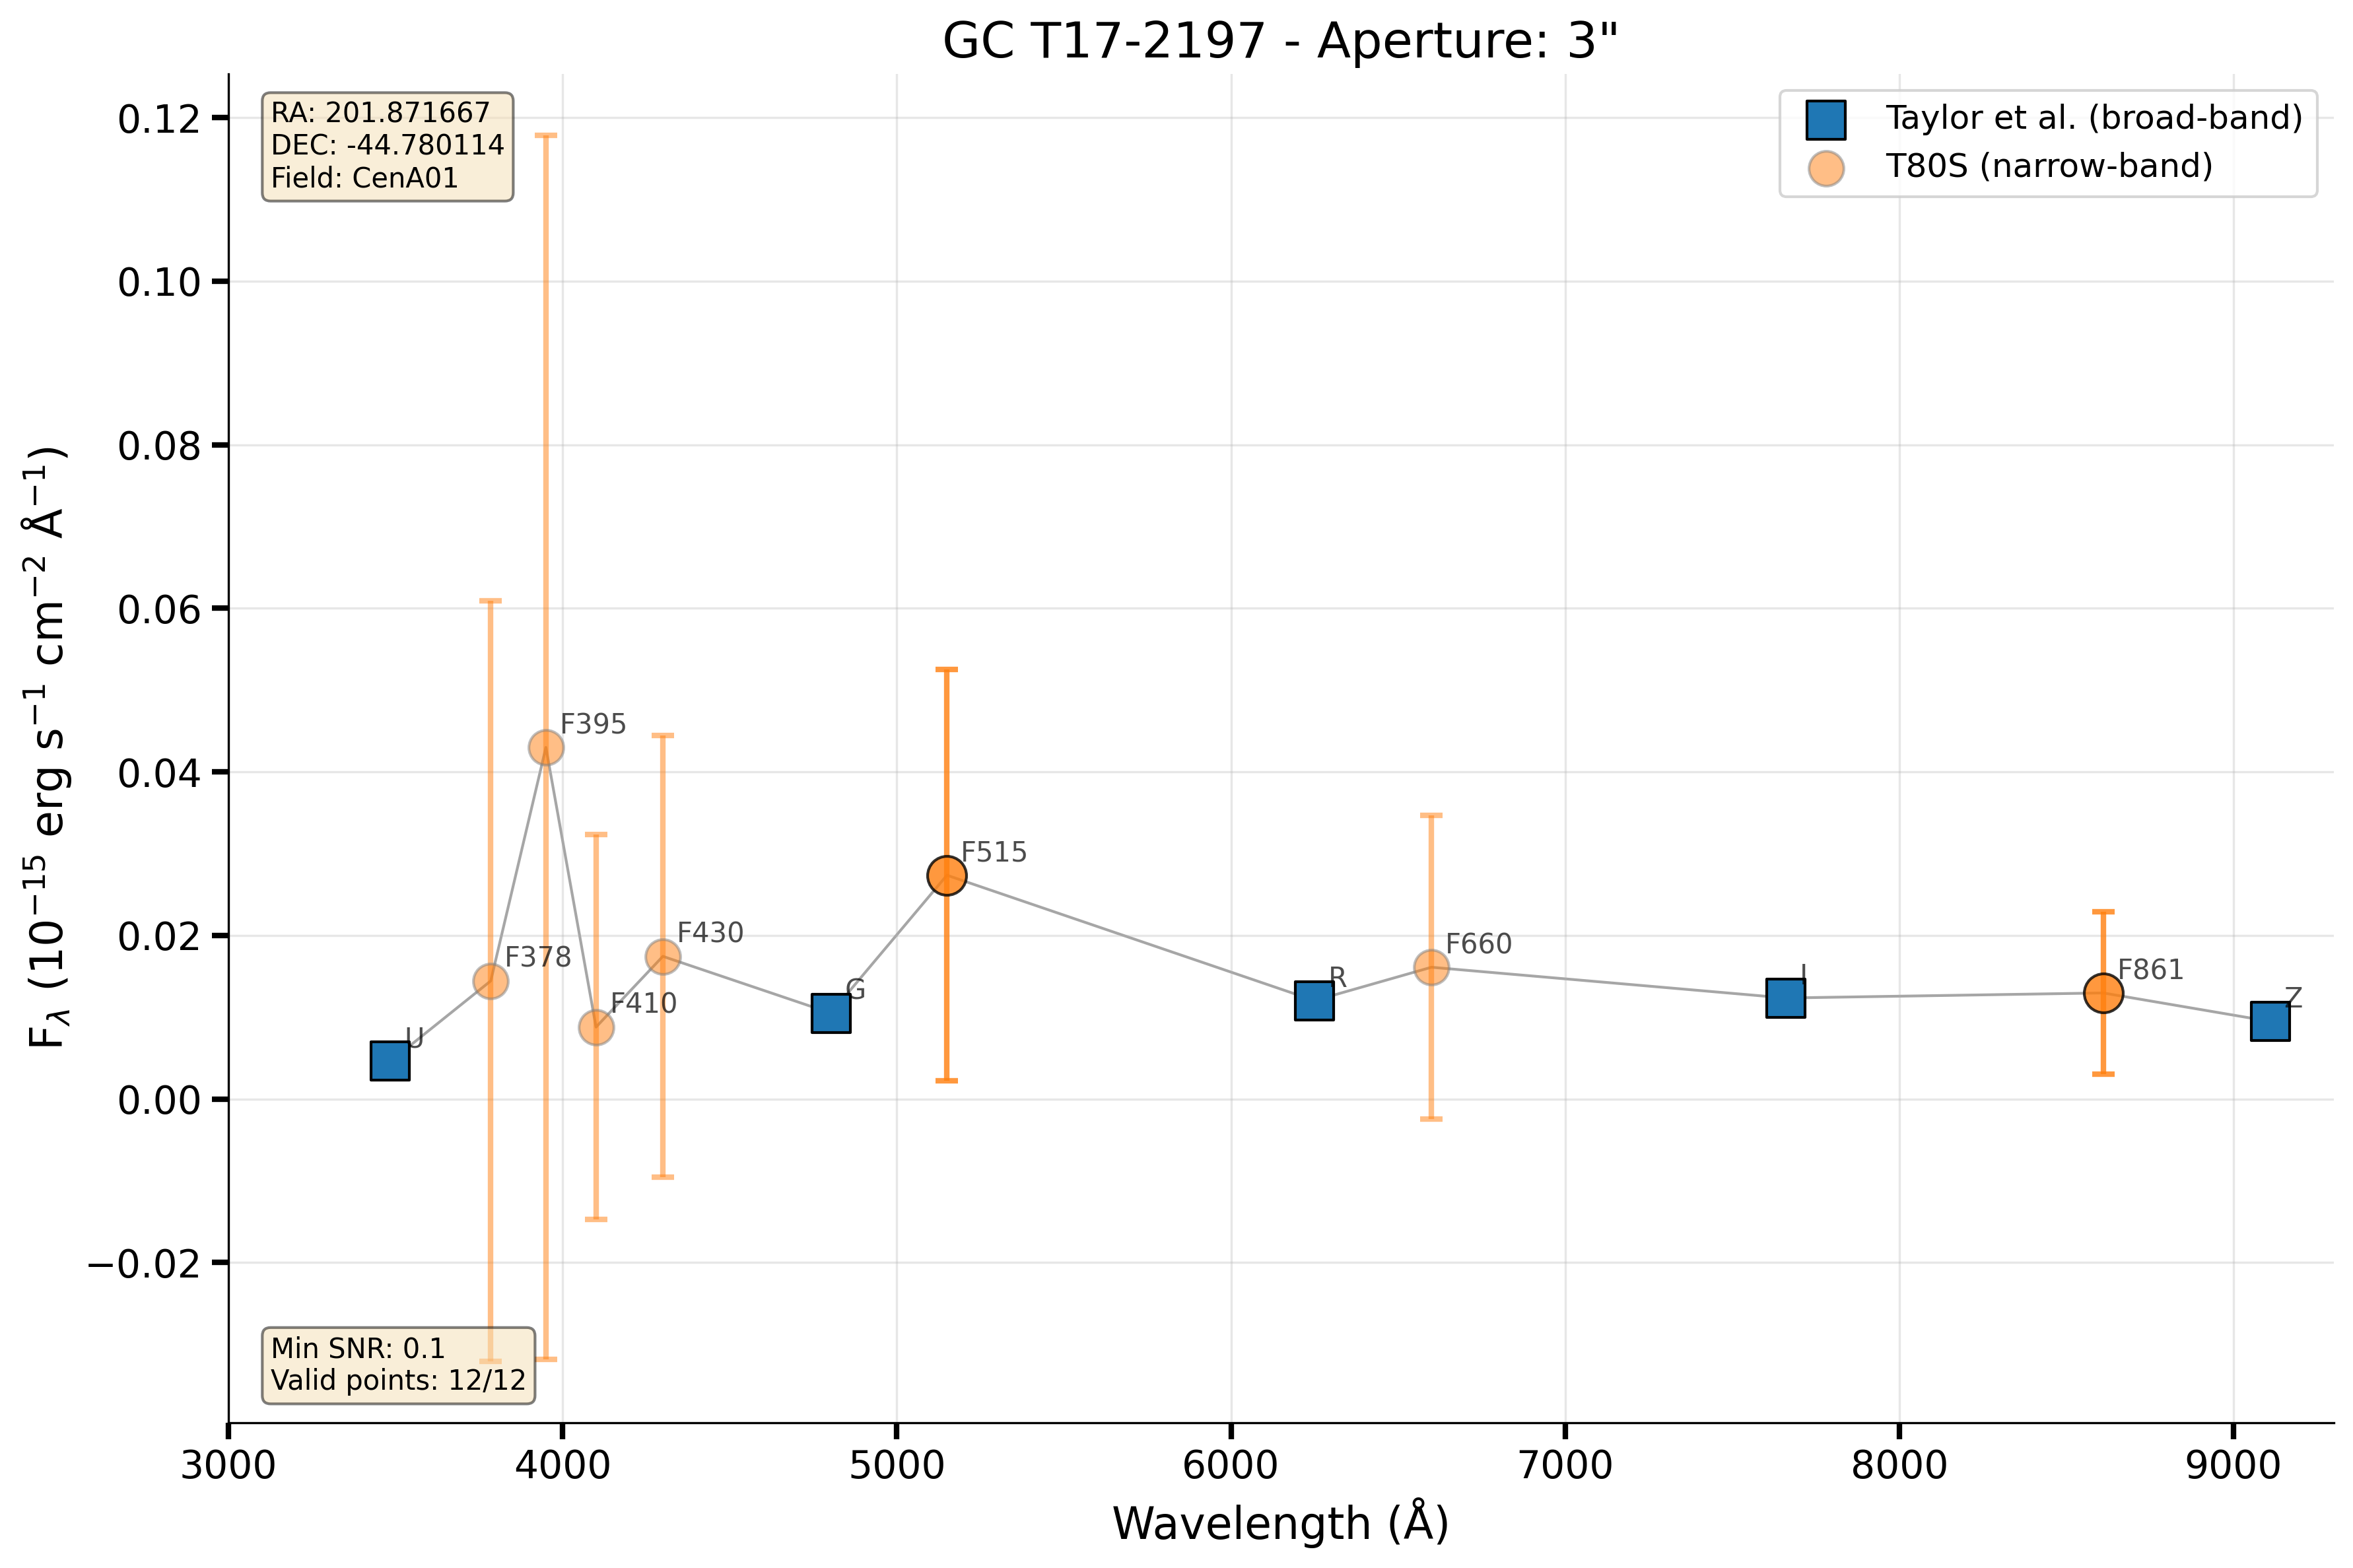 GC T17-2197 - Aperture: 3"
RA: 201.871667
DEC: -44.780114
Field: CenA01
Taylor et al. (broad-band)
T80S (narrow-band)
0.12
0.10
0.08
0.06
0.04
0.02
0.00
−0.02
F_λ (10⁻¹⁵ erg s⁻¹ cm⁻² Å⁻¹)
U
F378
F395
F410
F430
G
F515
R
F660
I
F861
Z
Min SNR: 0.1
Valid points: 12/12
3000 4000 5000 6000 7000 8000 9000
Wavelength (Å)